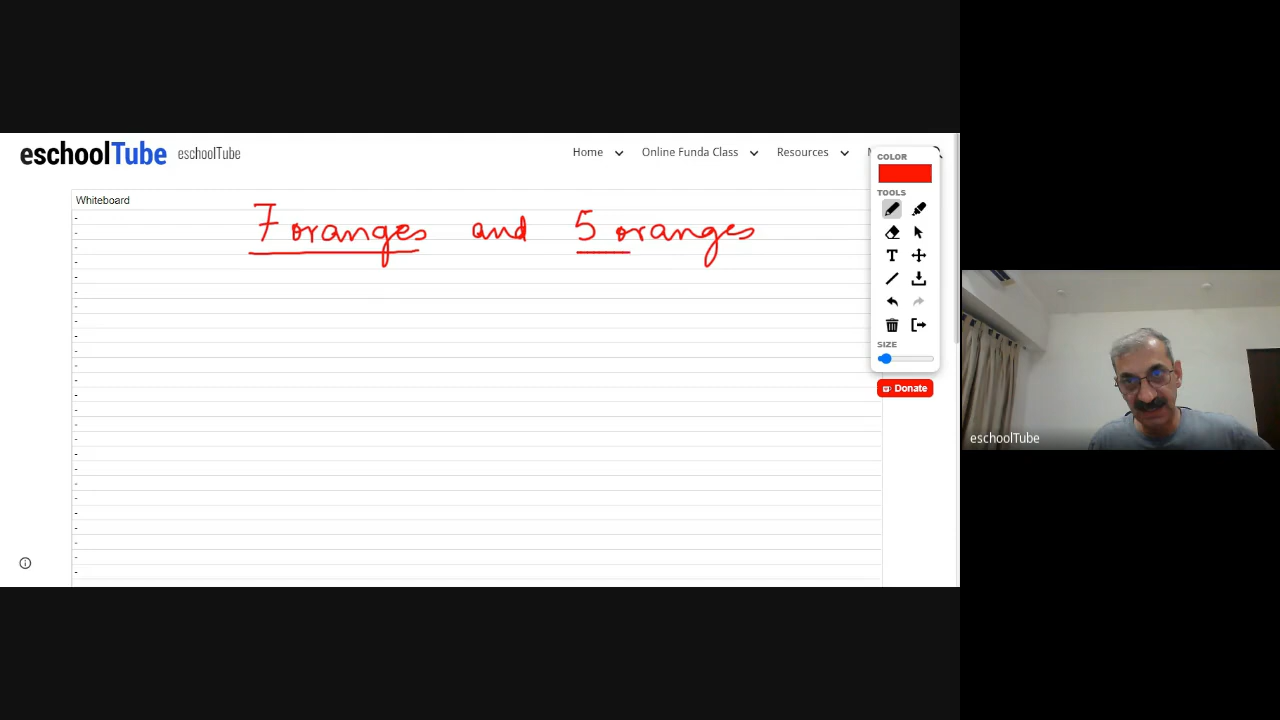 eschoolTube eschoolTube Home Online Funda Class Resources
COLOR
Whiteboard
7 oranges and 5 oranges
TOOLS
T
SIZE
Donate
eschoolTube